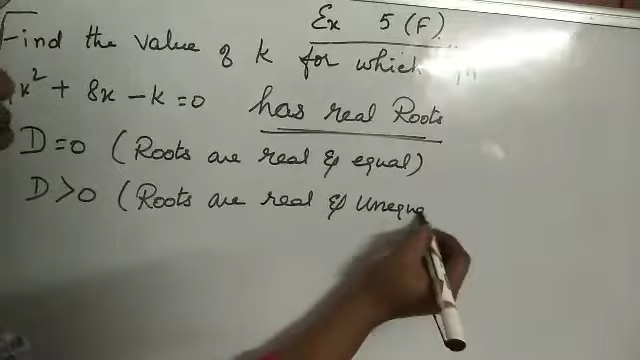 Ex 5 (F)
Find the value of k for which
x² + 8x - k = 0 has real Roots
D = 0 (Roots are real & equal)
D > 0 (Roots are real & unequa